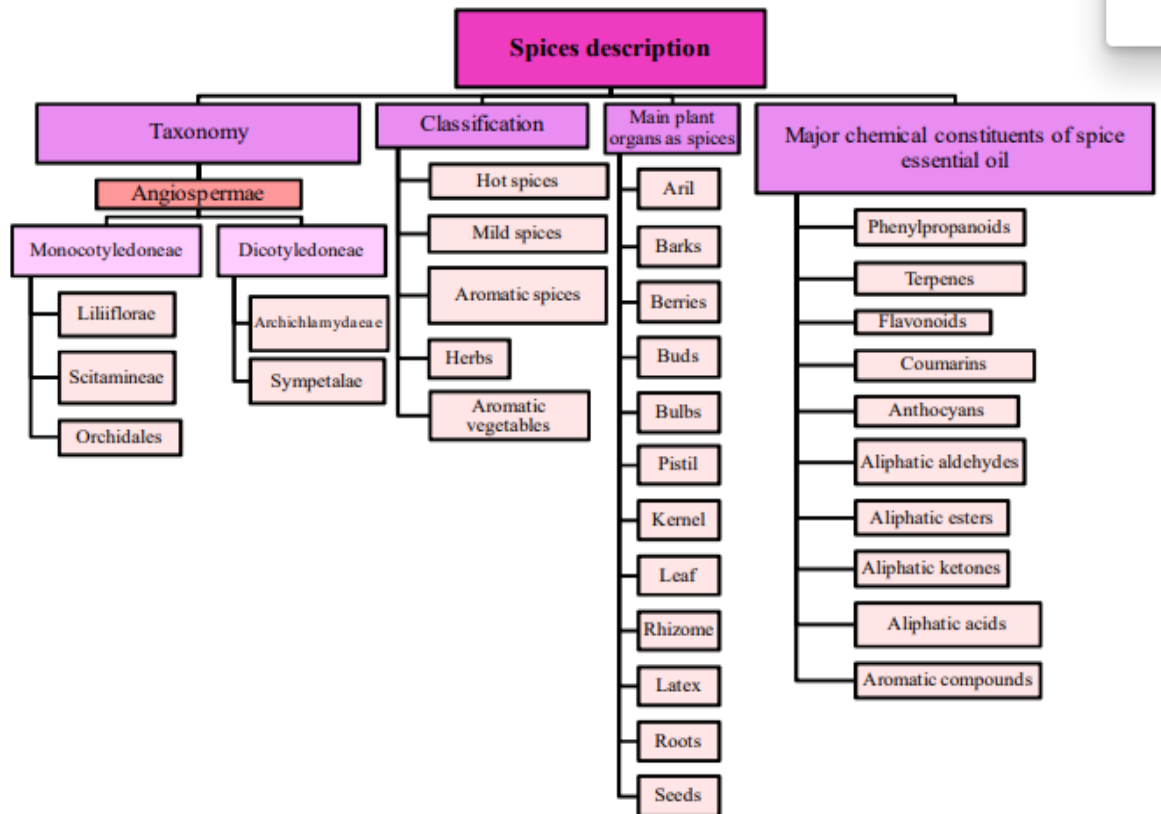 Spices description
Taxonomy
Angiospermae
Monocotyledoneae
Liliiflorae
Scitamineae
Orchidales
Dicotyledoneae
Archichlamydaeae
Sympetalae
Classification
Hot spices
Mild spices
Aromatic spices
Herbs
Aromatic
vegetables
Main plant
organs as spices
Aril
Barks
Berries
Buds
Bulbs
Pistil
Kernel
Leaf
Rhizome
Latex
Roots
Seeds
Major chemical constituents of spice
essential oil
Phenylpropanoids
Terpenes
Flavonoids
Coumarins
Anthocyans
Aliphatic aldehydes
Aliphatic esters
Aliphatic ketones
Aliphatic acids
Aromatic compounds